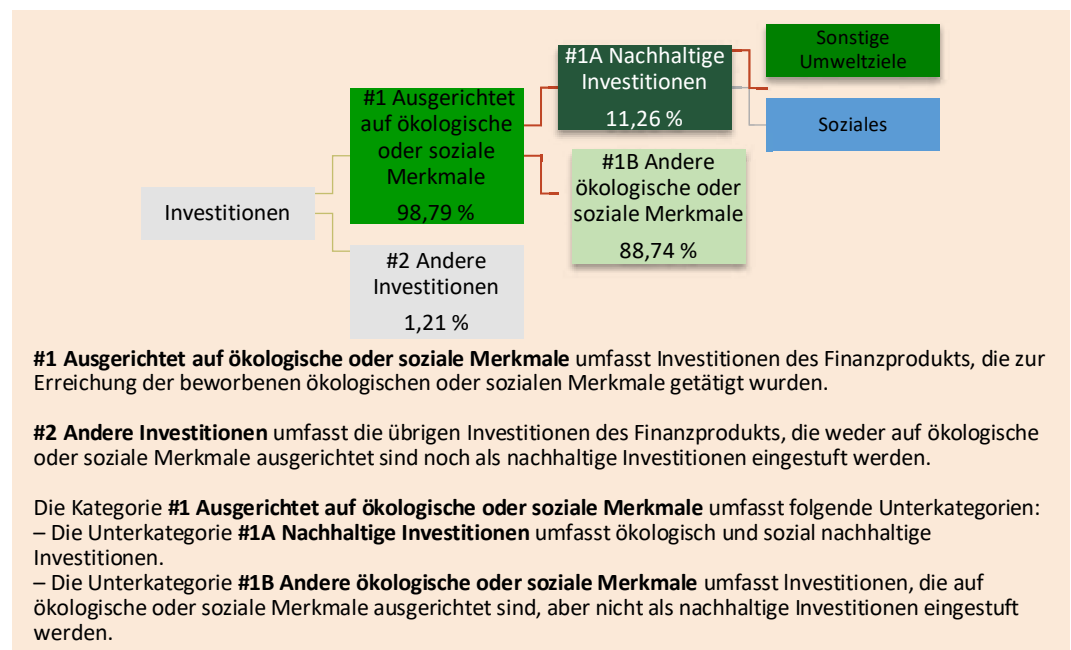 Investitionen
#1 Ausgerichtet
auf ökologische
oder soziale
Merkmale
98,79 %
#2 Andere
Investitionen
1,21 %
#1A Nachhaltige
Investitionen
11,26 %
#1B Andere
ökologische oder
soziale Merkmale
88,74 %
Sonstige
Umweltziele
Soziales
#1 Ausgerichtet auf ökologische oder soziale Merkmale umfasst Investitionen des Finanzprodukts, die zur
Erreichung der beworbenen ökologischen oder sozialen Merkmale getätigt wurden.
#2 Andere Investitionen umfasst die übrigen Investitionen des Finanzprodukts, die weder auf ökologische
oder soziale Merkmale ausgerichtet sind noch als nachhaltige Investitionen eingestuft werden.
Die Kategorie #1 Ausgerichtet auf ökologische oder soziale Merkmale umfasst folgende Unterkategorien:
– Die Unterkategorie #1A Nachhaltige Investitionen umfasst ökologisch und sozial nachhaltige
Investitionen.
– Die Unterkategorie #1B Andere ökologische oder soziale Merkmale umfasst Investitionen, die auf
ökologische oder soziale Merkmale ausgerichtet sind, aber nicht als nachhaltige Investitionen eingestuft
werden.